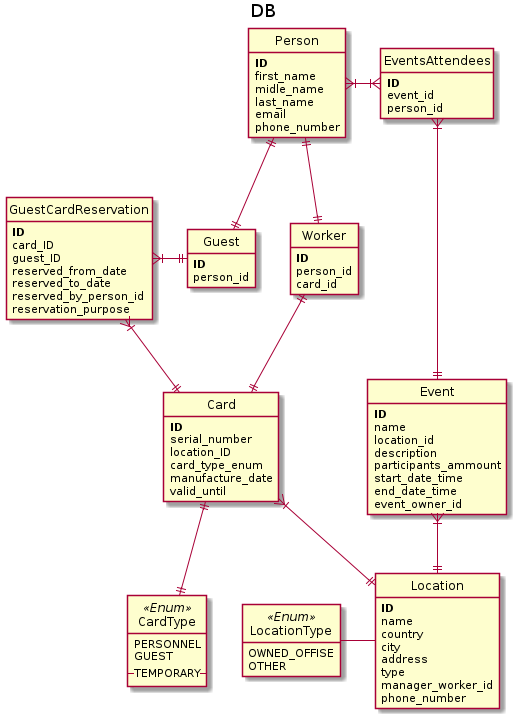 DB
Person
ID
first_name
midle_name
last_name
email
phone_number
EventsAttendees
ID
event_id
person_id
GuestCardReservation
ID
card_ID
guest_ID
reserved_from_date
reserved_to_date
reserved_by_person_id
reservation_purpose
Guest
ID
person_id
Worker
ID
person_id
card_id
Card
ID
serial_number
location_ID
card_type_enum
manufacture_date
valid_until
Event
ID
name
location_id
description
participants_ammount
start_date_time
end_date_time
event_owner_id
«Enum»
CardType
PERSONNEL
GUEST
TEMPORARY
«Enum»
LocationType
OWNED_OFFISE
OTHER
Location
ID
name
country
city
address
type
manager_worker_id
phone_number